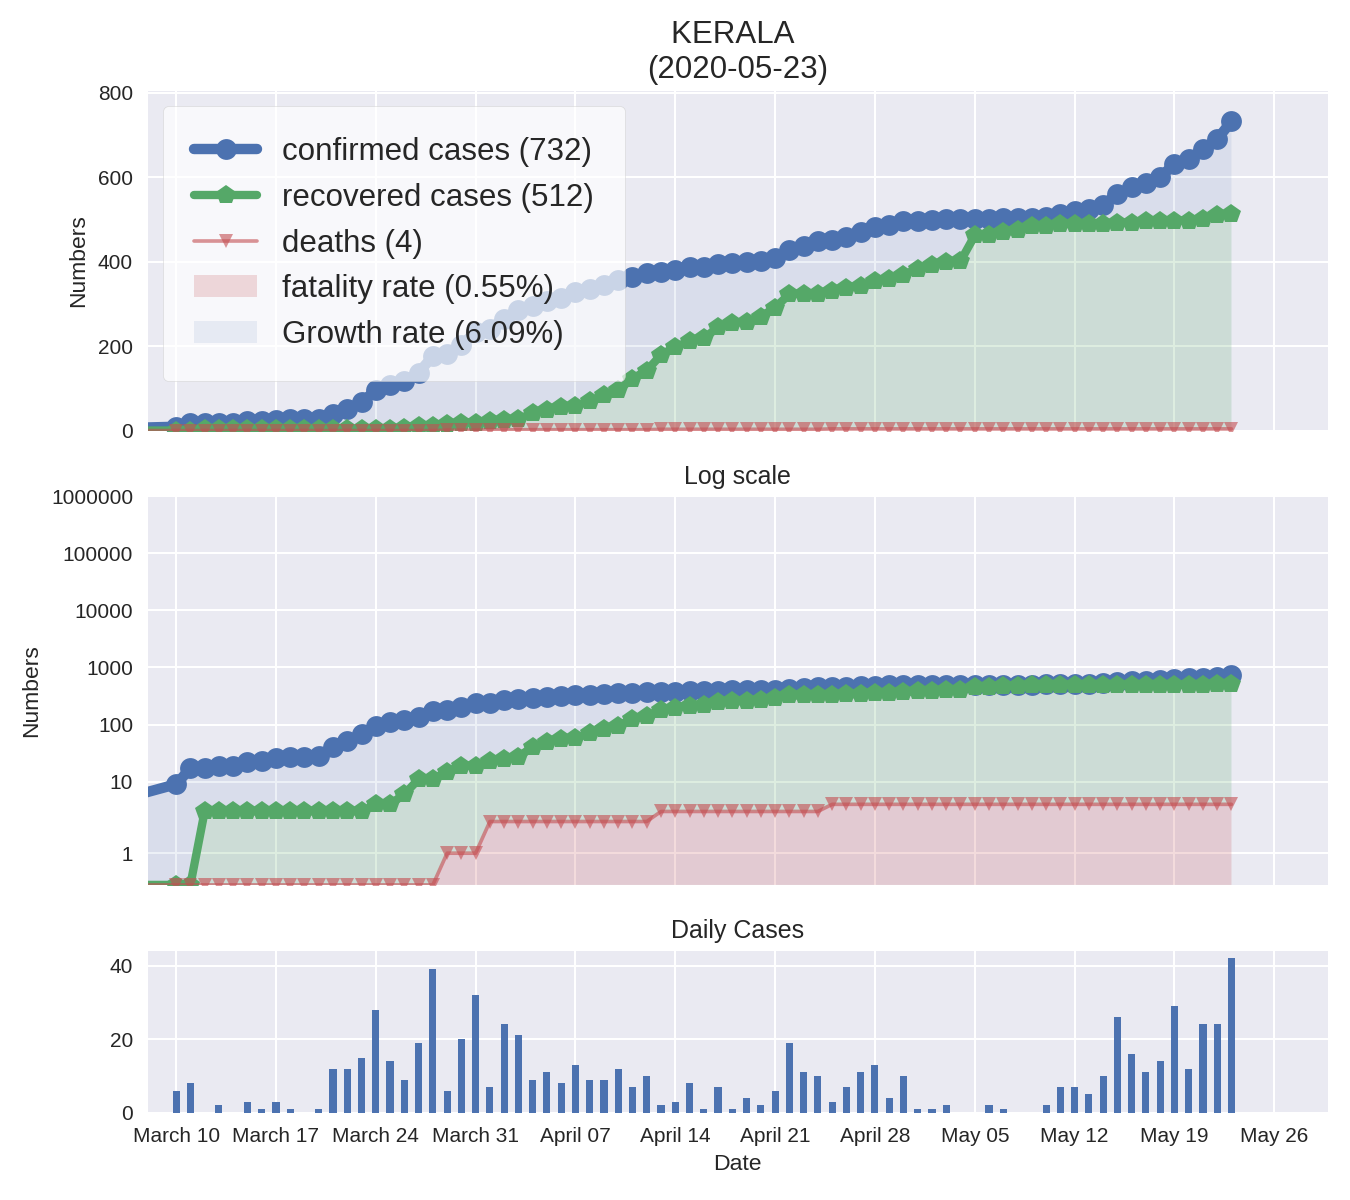 KERALA
(2020-05-23)
800
600
400
200
0
Numbers
confirmed cases (732)
recovered cases (512)
deaths (4)
fatality rate (0.55%)
Growth rate (6.09%)
Log scale
1000000
100000
10000
1000
100
10
1
Numbers
Daily Cases
40
20
0
March 10 March 17 March 24 March 31 April 07 April 14 April 21 April 28 May 05 May 12 May 19 May 26
Date